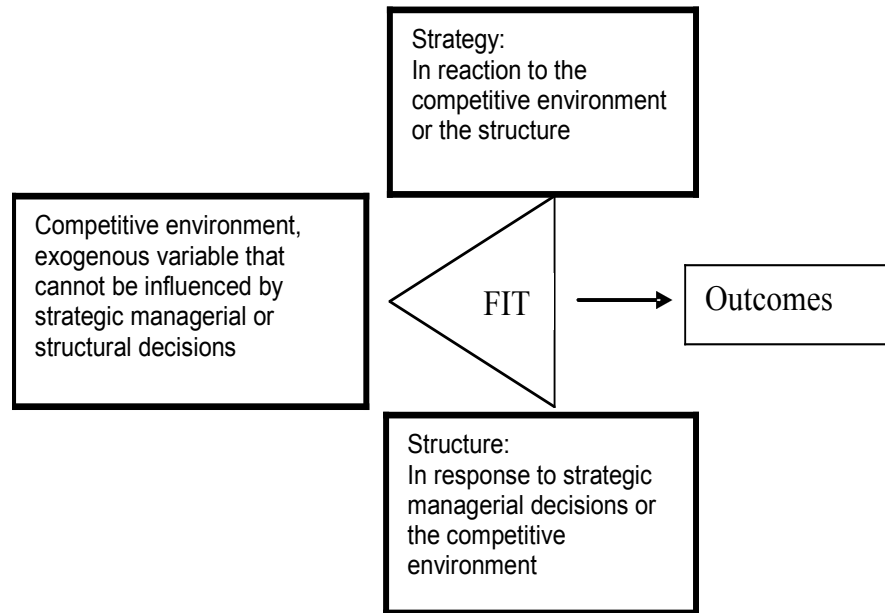 Strategy:
In reaction to the
competitive environment
or the structure
Competitive environment,
exogenous variable that
cannot be influenced by
strategic managerial or
structural decisions
FIT
Outcomes
Structure:
In response to strategic
managerial decisions or
the competitive
environment